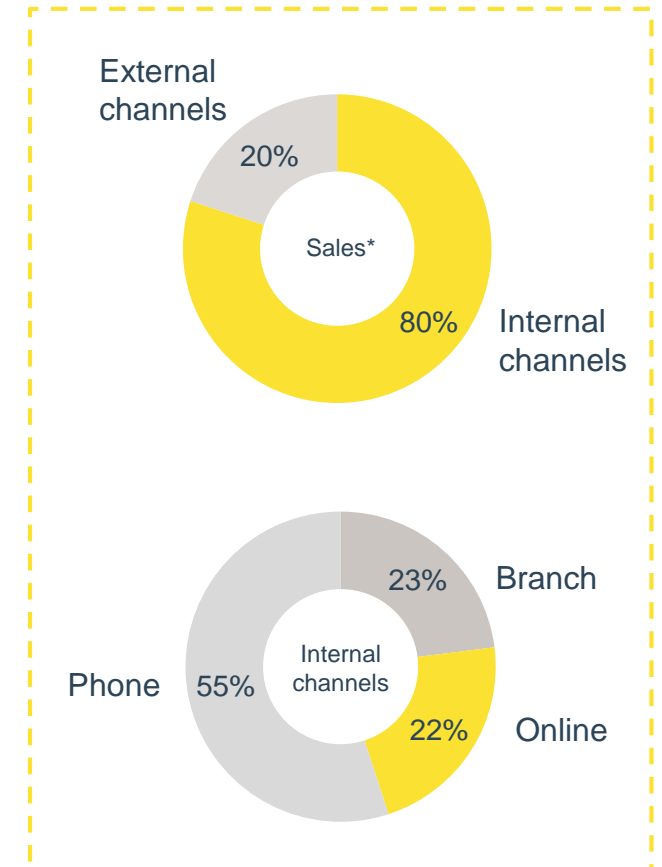 External
channels
20%
Sales*
80%
Internal
channels
23%
Branch
Internal
channels
Phone
55%
22%
Online